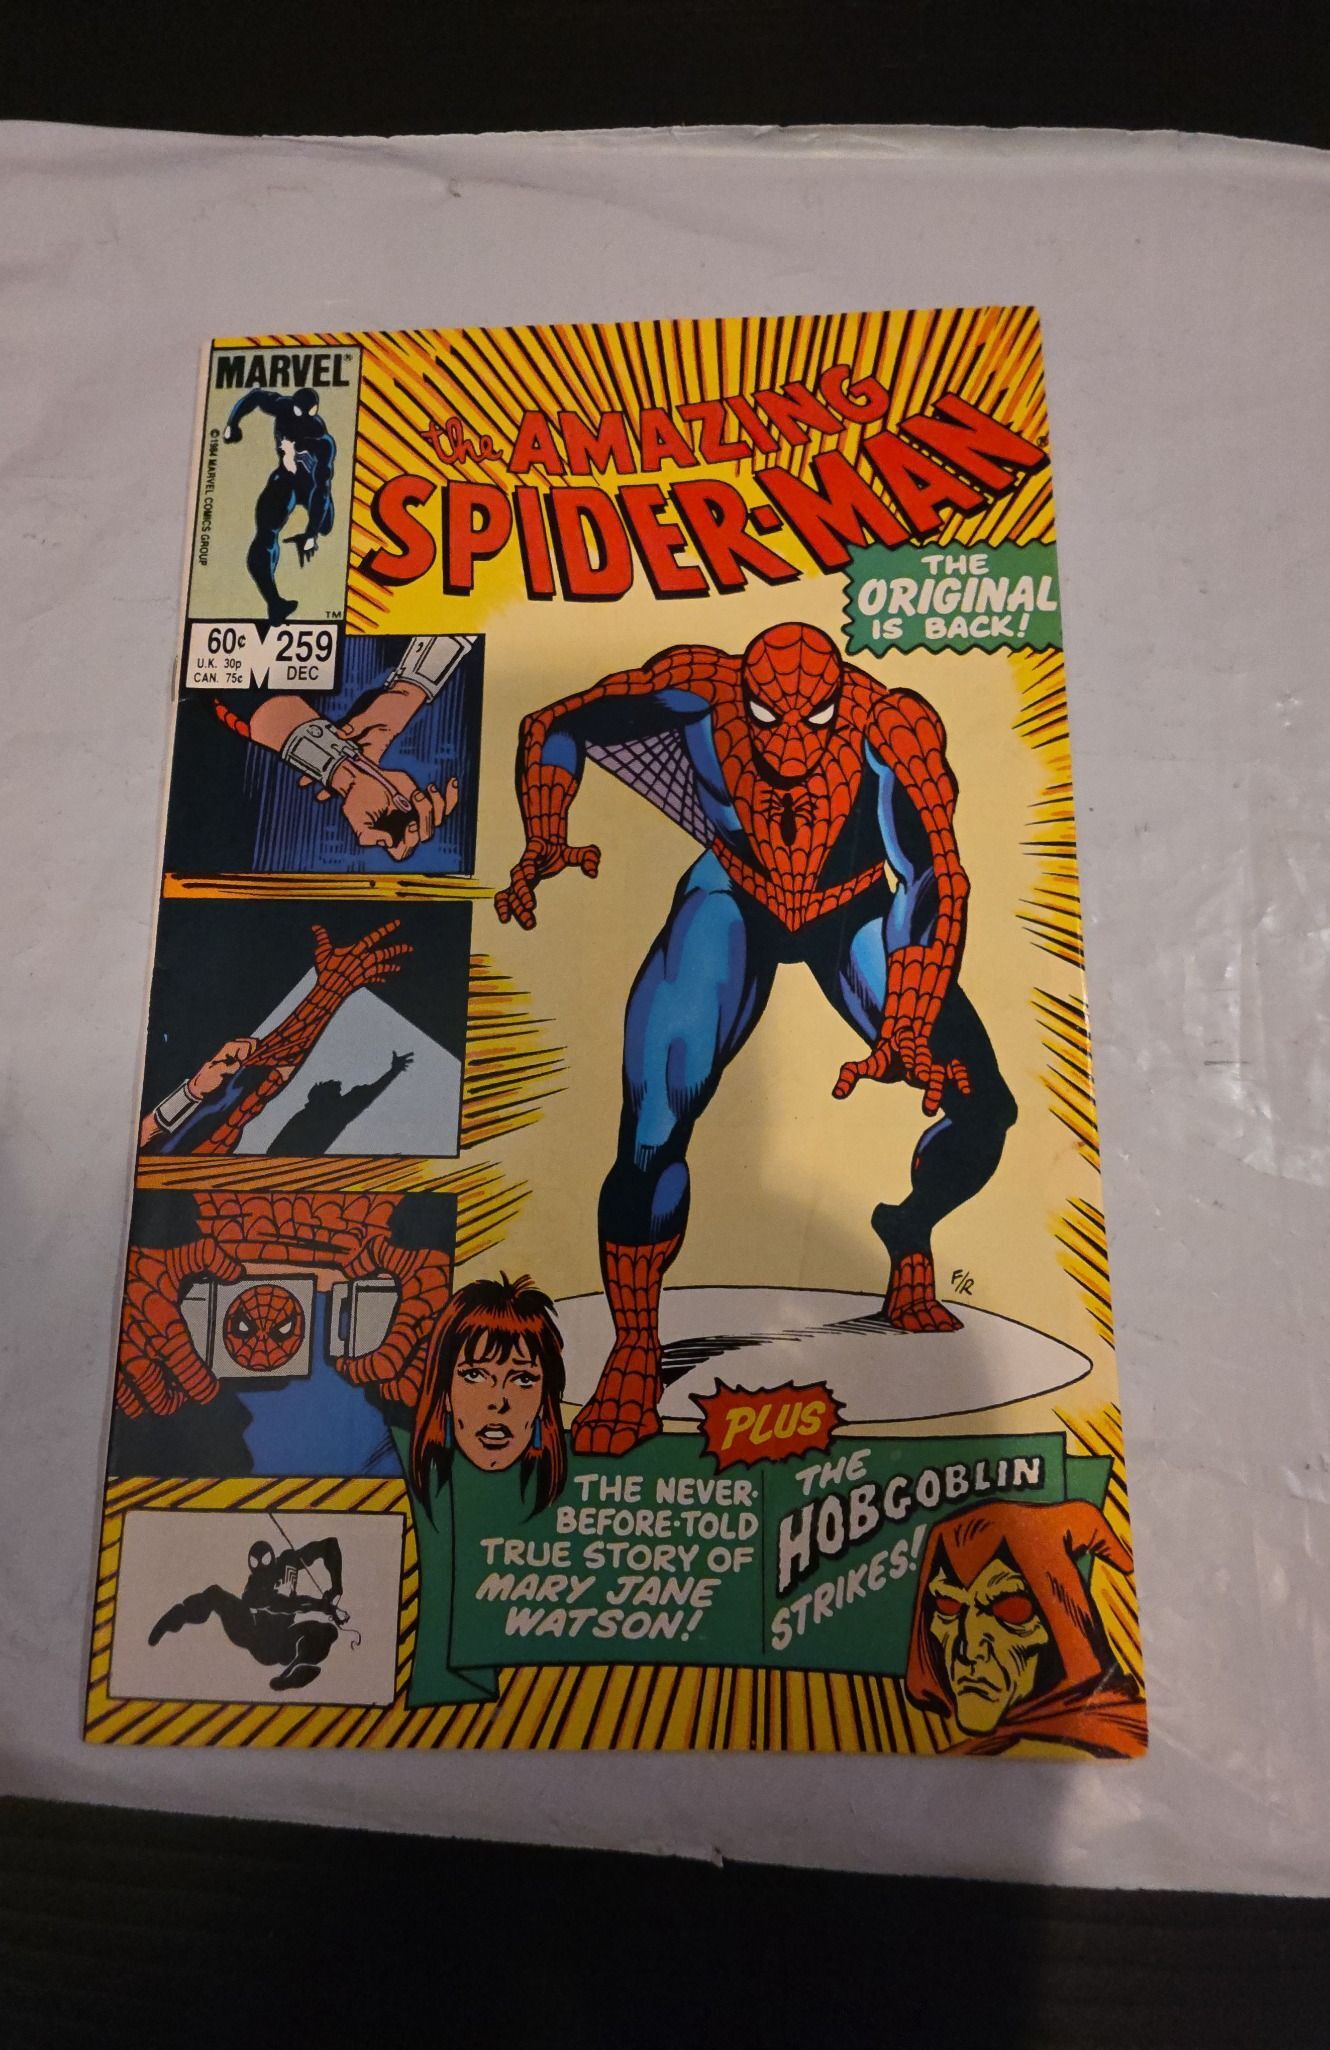 MARVEL®
© 1984 MARVEL COMICS GROUP
TM
60¢
U.K. 30p
CAN. 75¢
259
DEC
the AMAZING
SPIDER-MAN®
THE
ORIGINAL
IS BACK!
F/R
PLUS
THE NEVER-
BEFORE-TOLD
TRUE STORY OF
MARY JANE
WATSON!
THE
HOBGOBLIN
STRIKES!